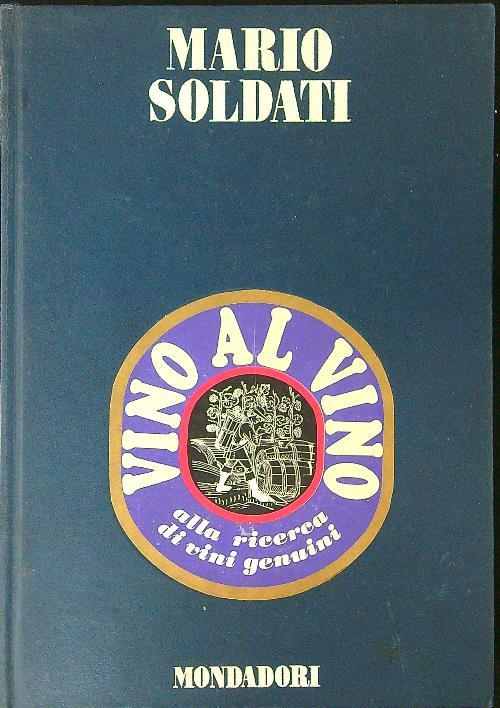 MARIO
SOLDATI
VINO AL VINO
alla ricerca
di vini genuini
MONDADORI